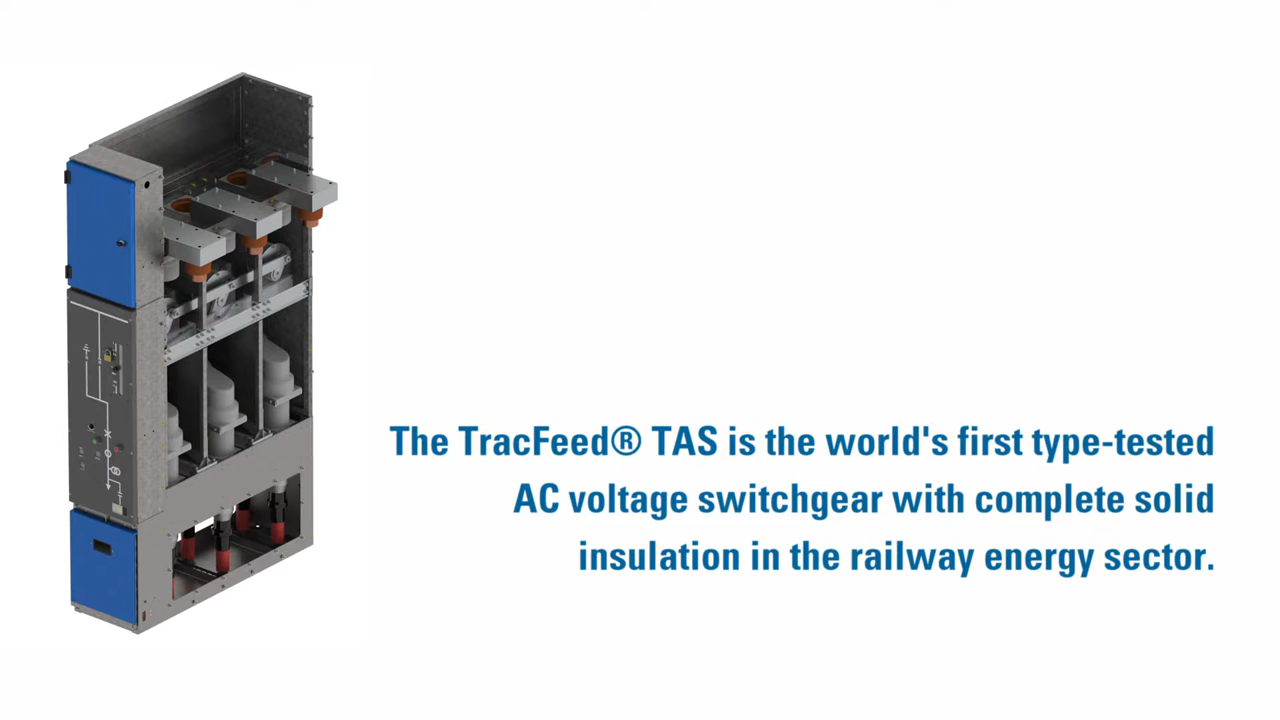 The TracFeed® TAS is the world's first type-tested
AC voltage switchgear with complete solid
insulation in the railway energy sector.